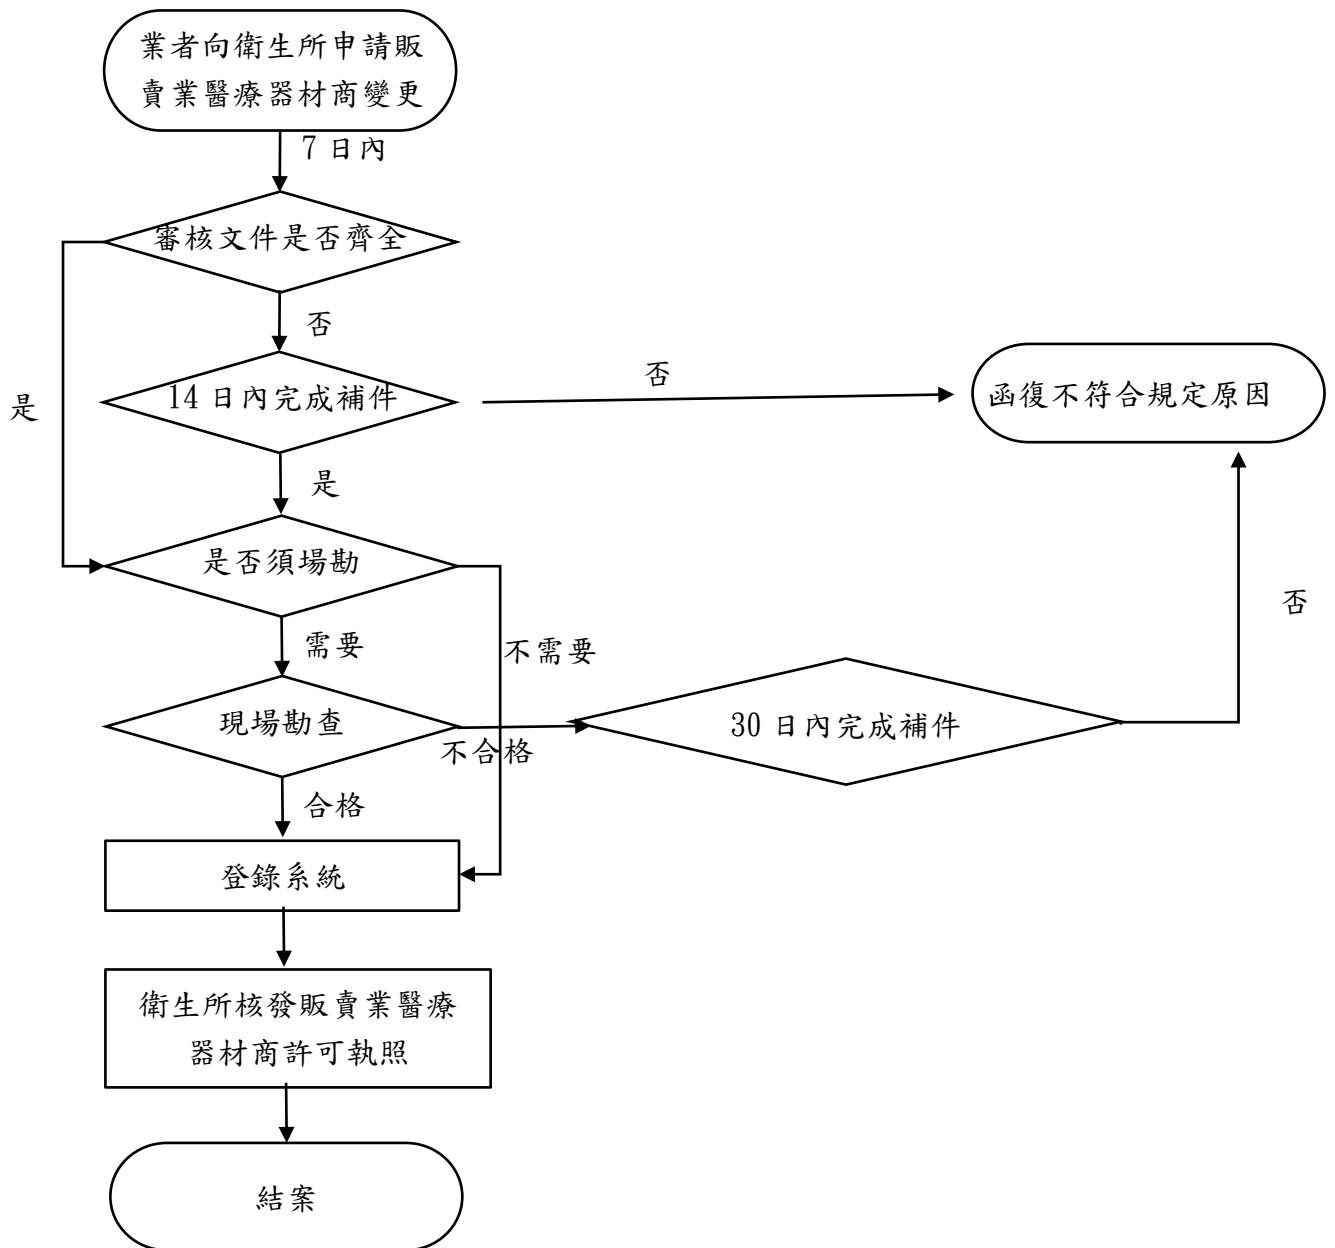 業者向衛生所申請販
賣業醫療器材商變更
7 日內
審核文件是否齊全
否
14 日內完成補件
否
函復不符合規定原因
是
是
是否須場勘
否
需要
不需要
現場勘查
30 日內完成補件
不合格
合格
登錄系統
衛生所核發販賣業醫療
器材商許可執照
結案